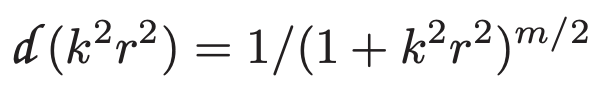 d(k²r²) = 1/(1 + k²r²)^{m/2}